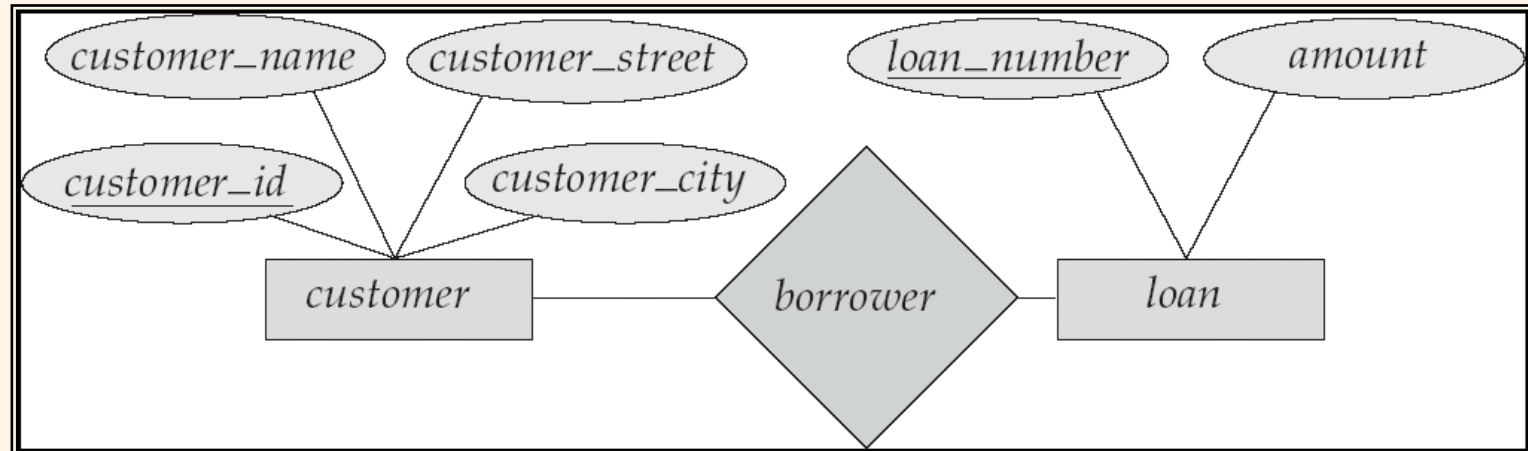 customer_name customer_street loan_number amount
customer_id customer_city
customer borrower loan